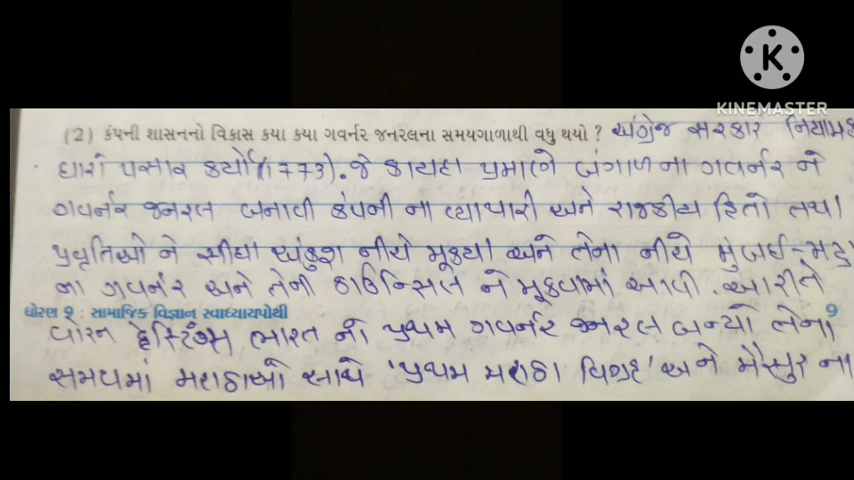 KINEMASTER
(2) કંપની શાસનનો વિકાસ કયા કયા ગવર્નર જનરલના સમયગાળાથી વધુ થયો ? અંગ્રેજ સરકાર નિયામક
ધારો પસાર કર્યો (1773). જે કાયદા પ્રમાણે બંગાળ ના ગવર્નર ને
ગવર્નર જનરલ બનાવી કંપની ના વ્યાપારી અને રાજકીય હિતો તથા
પ્રવૃતિઓ ને સીધા અંકુશ નીચે મૂક્યા અને તેના નીચે મુંબઈ-મદ્રા
ના ગવર્નર અને તેની કાઉન્સિલ ને મૂકવામાં આવી. આ રીતે
ધોરણ ૨ : સામાજિક વિજ્ઞાન સ્વાધ્યાયપોથી
9
વોરન હેસ્ટિંગ્સ ભારત નો પ્રથમ ગવર્નર જનરલ બન્યો તેના
સમયમાં મરાઠાઓ સાથે 'પ્રથમ મરાઠા વિગ્રહ' અને મૈસુર ના